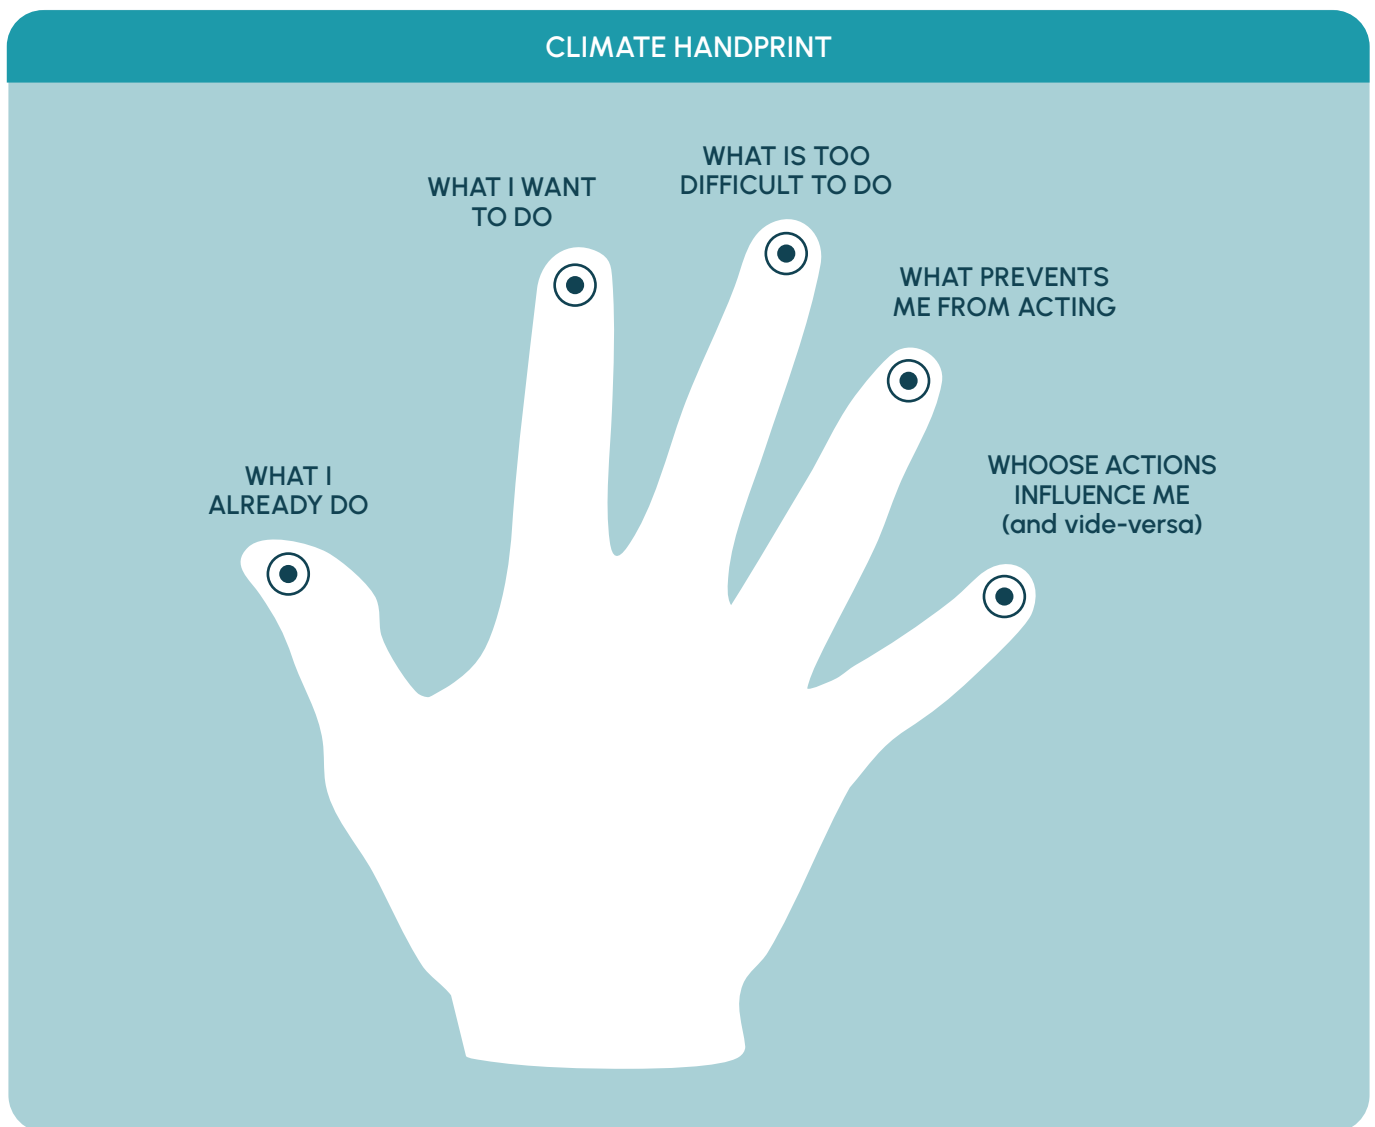 CLIMATE HANDPRINT
WHAT IS TOO
DIFFICULT TO DO
WHAT I WANT
TO DO
WHAT PREVENTS
ME FROM ACTING
WHAT I
ALREADY DO
WHOOSE ACTIONS
INFLUENCE ME
(and vide-versa)